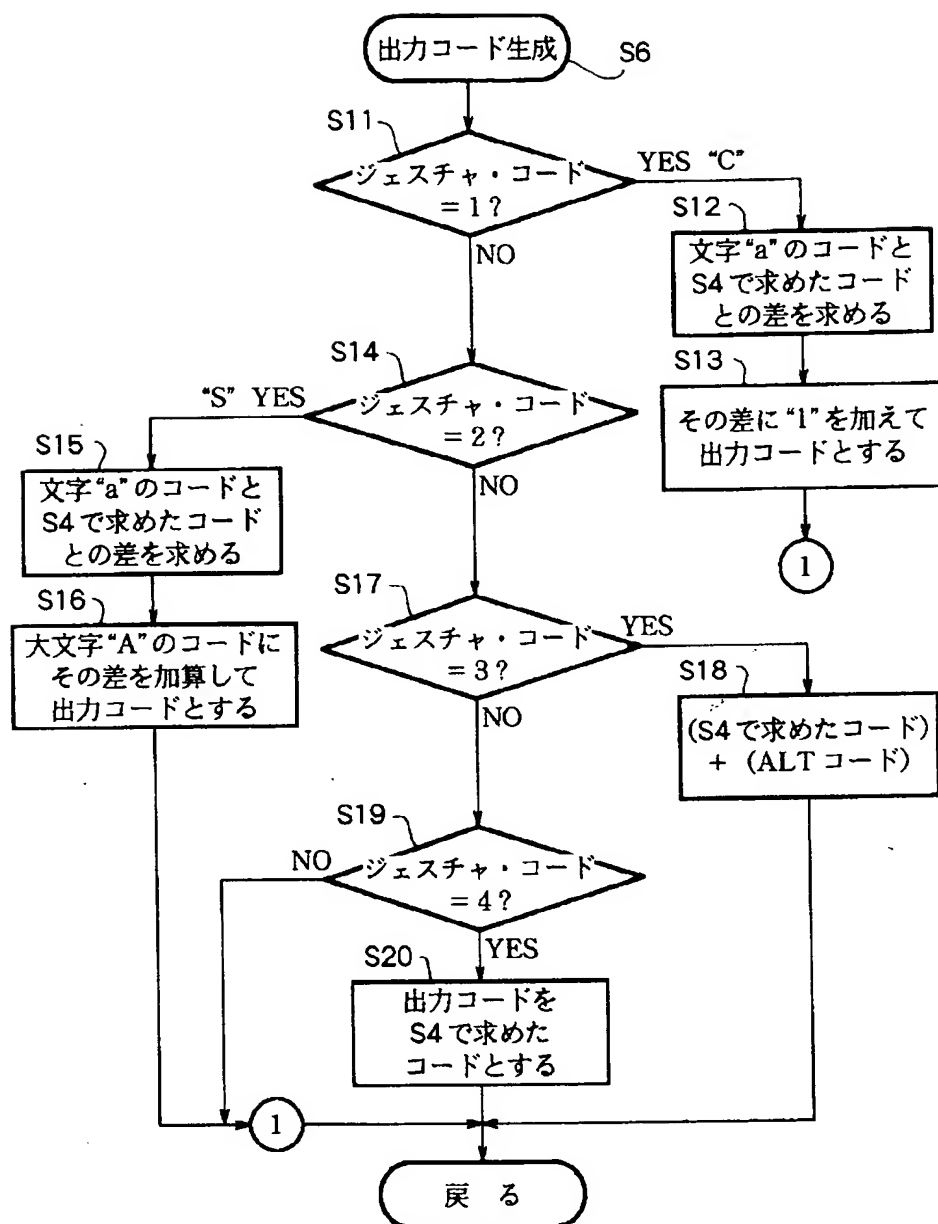 出力コード生成
S6
S11
ジェスチャ・コード
=1?
YES “C”
NO
S12
文字“a”のコードと
S4で求めたコード
との差を求める
S13
その差に“1”を加えて
出力コードとする
1
S14
“S” YES
ジェスチャ・コード
=2?
NO
S15
文字“a”のコードと
S4で求めたコード
との差を求める
S16
大文字“A”のコードに
その差を加算して
出力コードとする
S17
ジェスチャ・コード
=3?
YES
NO
S18
(S4で求めたコード)
+ (ALTコード)
S19
NO
ジェスチャ・コード
=4?
YES
S20
出力コードを
S4で求めた
コードとする
1
戻 る